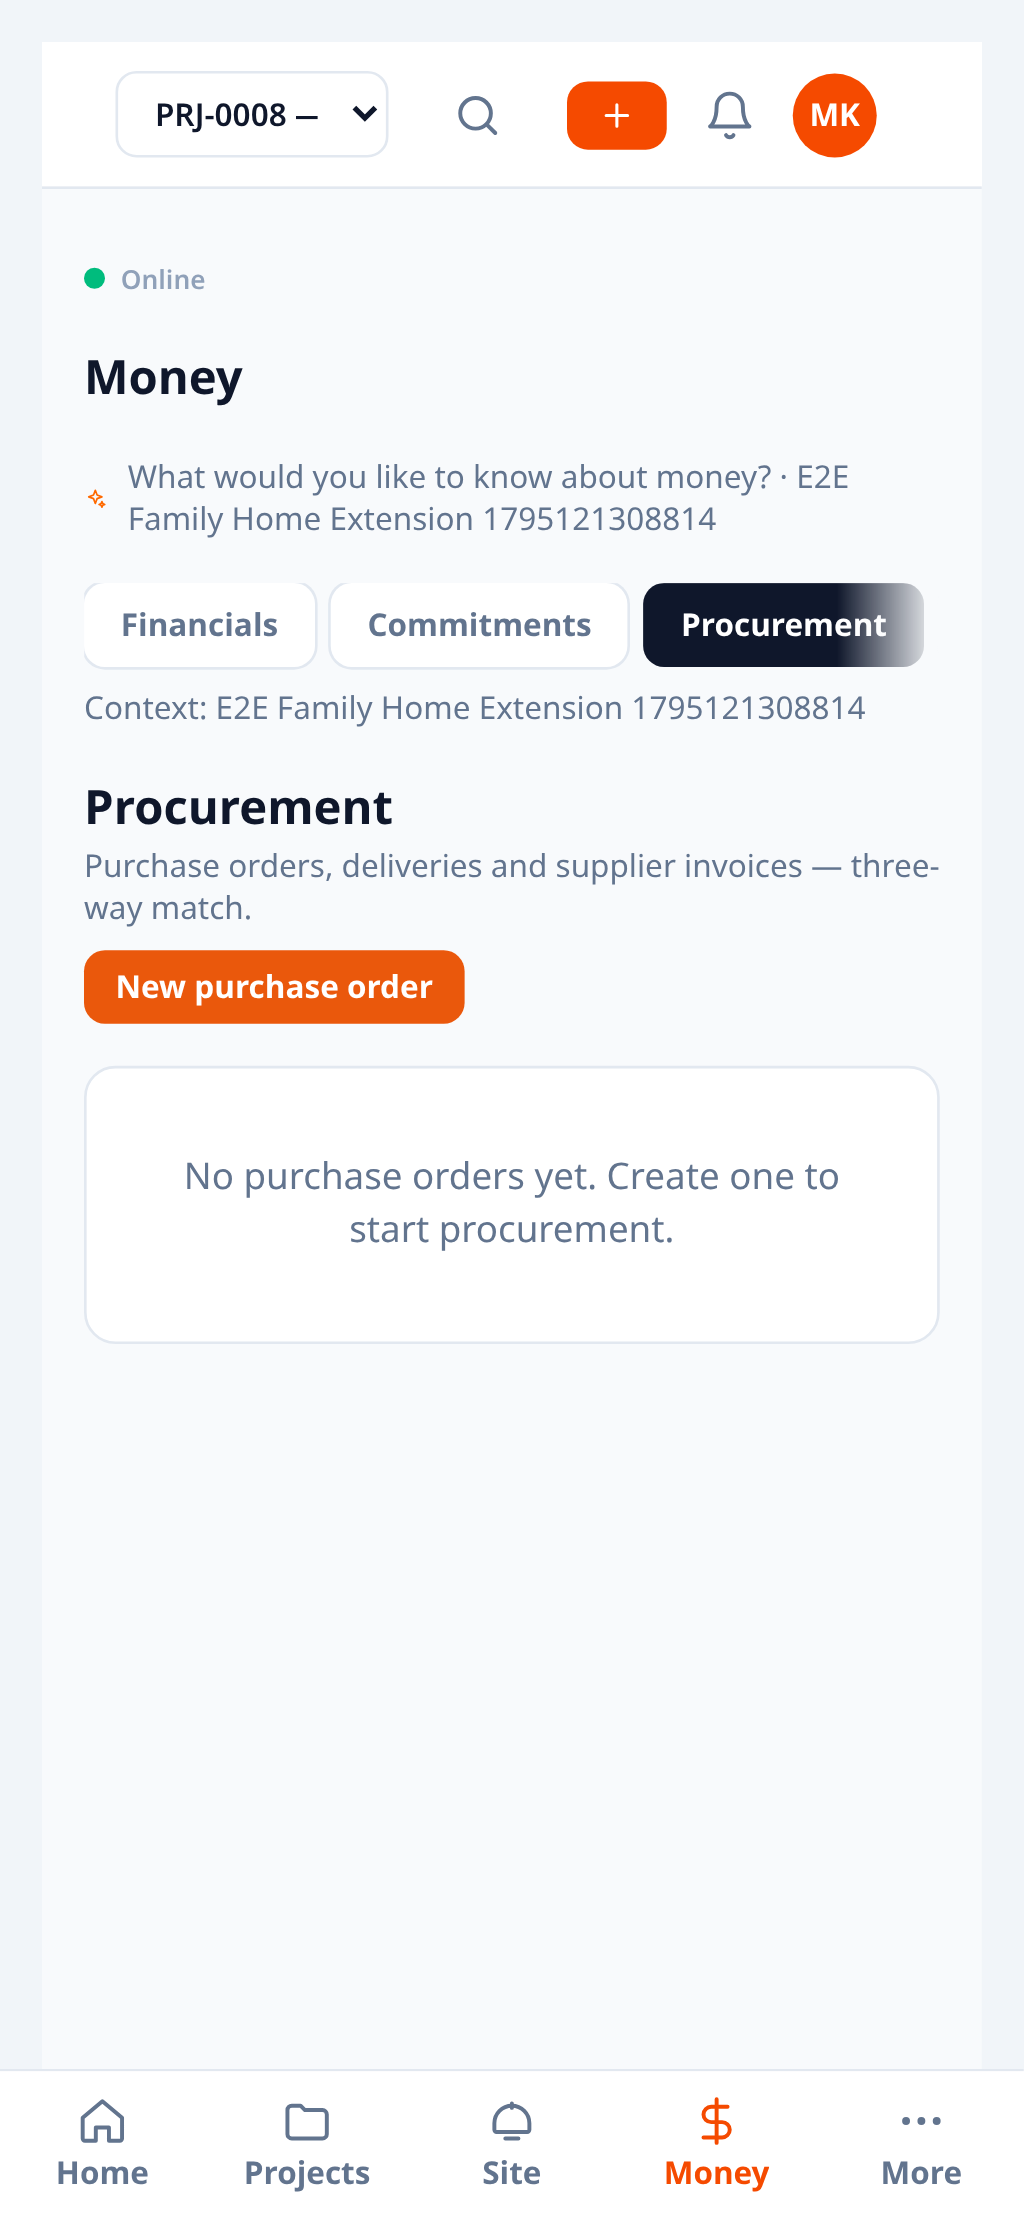 PRJ-0008 —
MK
Online
Money
What would you like to know about money? · E2E
Family Home Extension 1795121308814
Financials
Commitments
Procurement
Context: E2E Family Home Extension 1795121308814
Procurement
Purchase orders, deliveries and supplier invoices — three-
way match.
New purchase order
No purchase orders yet. Create one to
start procurement.
Home
Projects
Site
Money
More